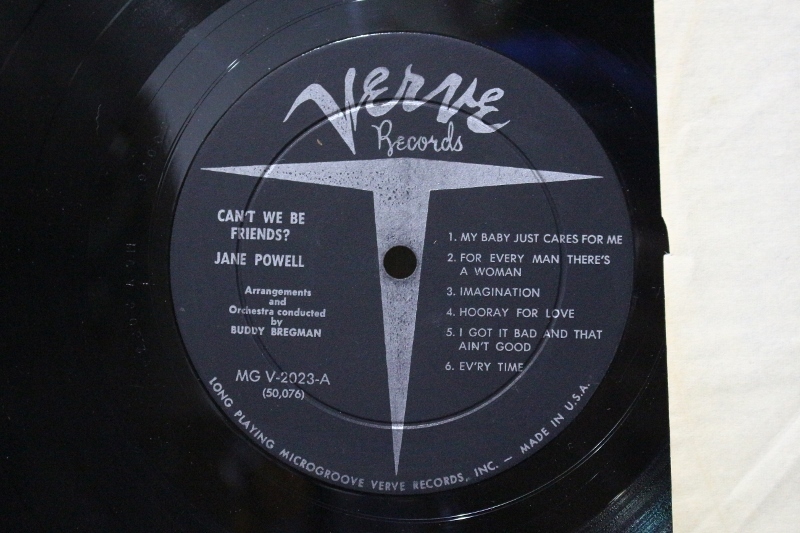 Verve
Records
CAN'T WE BE
FRIENDS?
JANE POWELL
Arrangements
and
Orchestra conducted
by
BUDDY BREGMAN
MG V-2023-A
(50,076)
1. MY BABY JUST CARES FOR ME
2. FOR EVERY MAN THERE'S
A WOMAN
3. IMAGINATION
4. HOORAY FOR LOVE
5. I GOT IT BAD AND THAT
AIN'T GOOD
6. EV'RY TIME
LONG PLAYING MICROGROOVE VERVE RECORDS, INC. — MADE IN U.S.A.